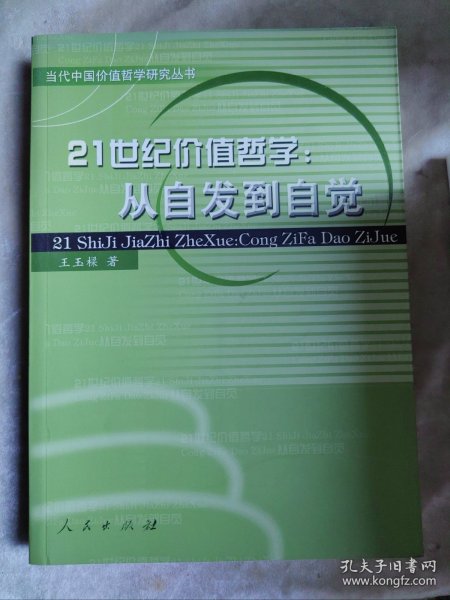 当代中国价值哲学研究丛书
21世纪价值哲学:
从自发到自觉
21 ShiJi JiaZhi ZheXue:Cong ZiFa Dao ZiJue
王玉樑 著
人民出版社
孔夫子旧书网
www.kongfz.com